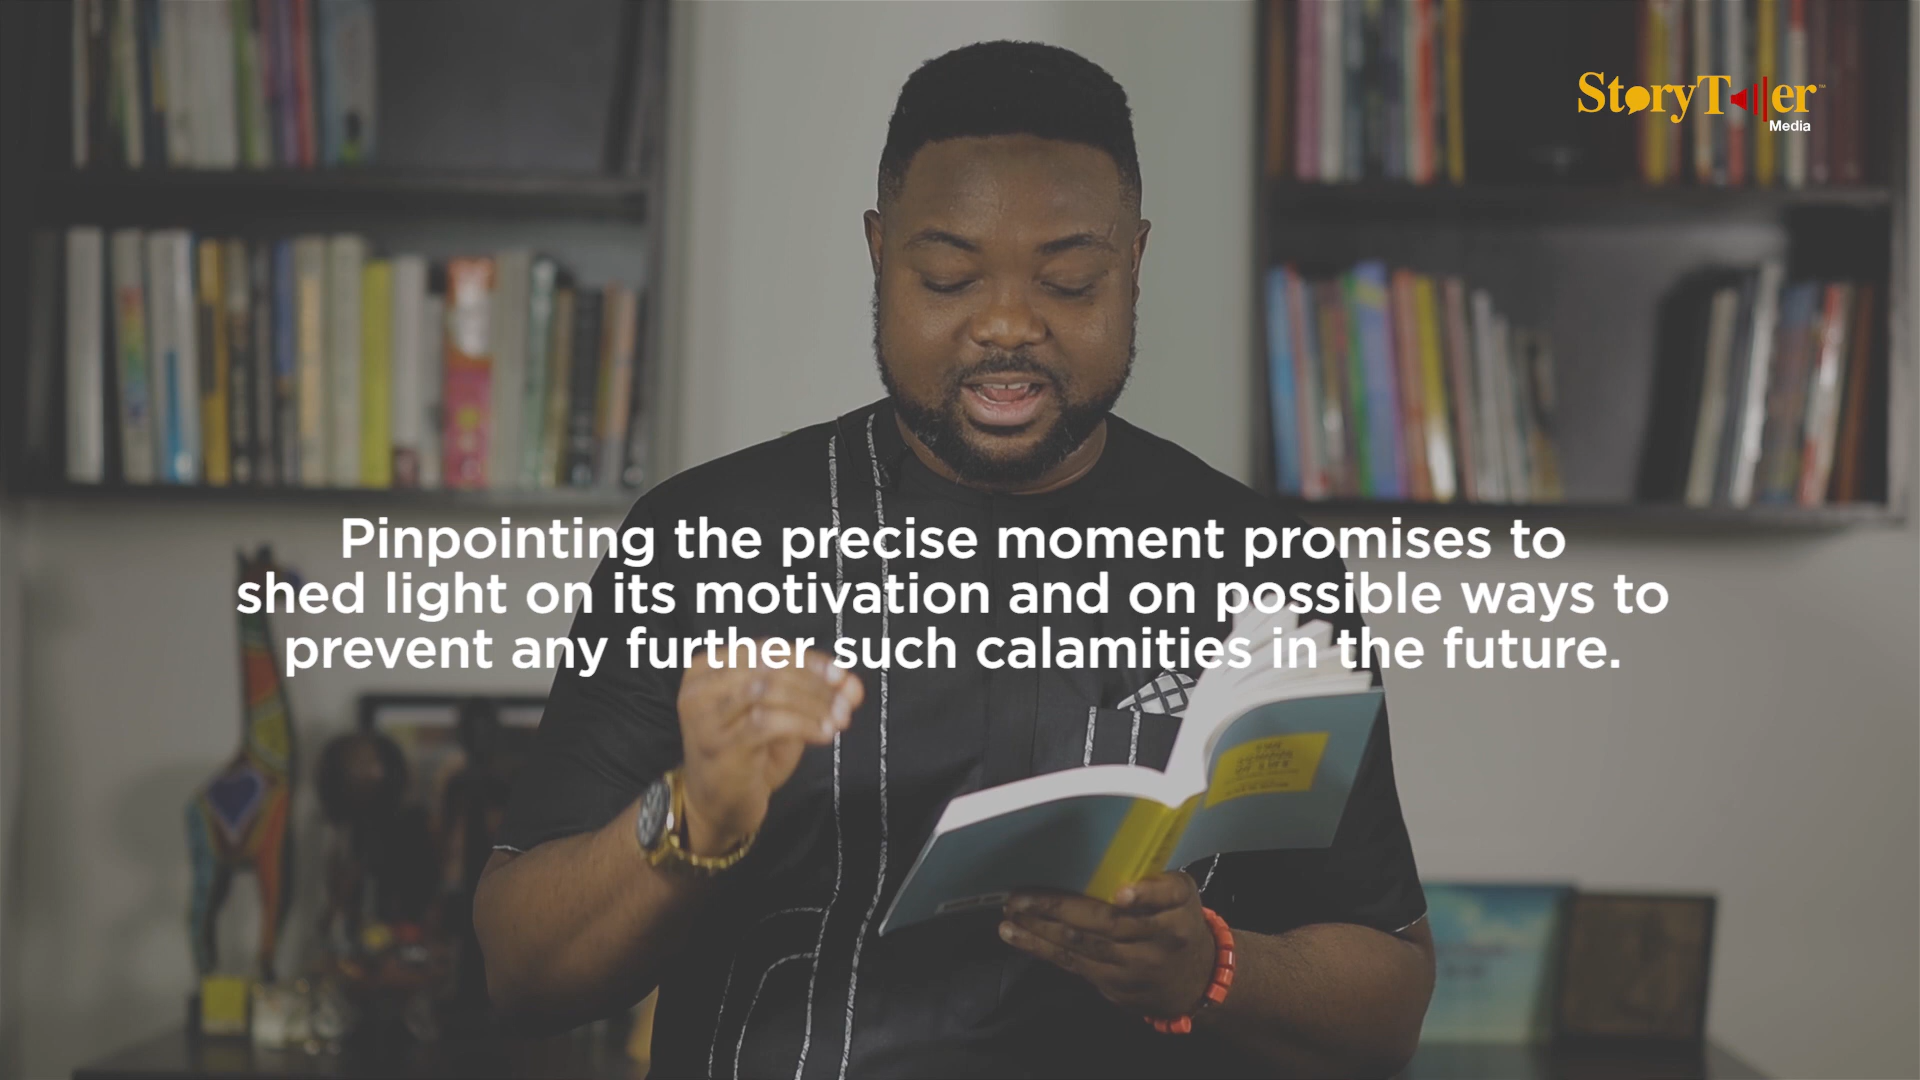 StoryTeller
Media
Pinpointing the precise moment promises to
shed light on its motivation and on possible ways to
prevent any further such calamities in the future.